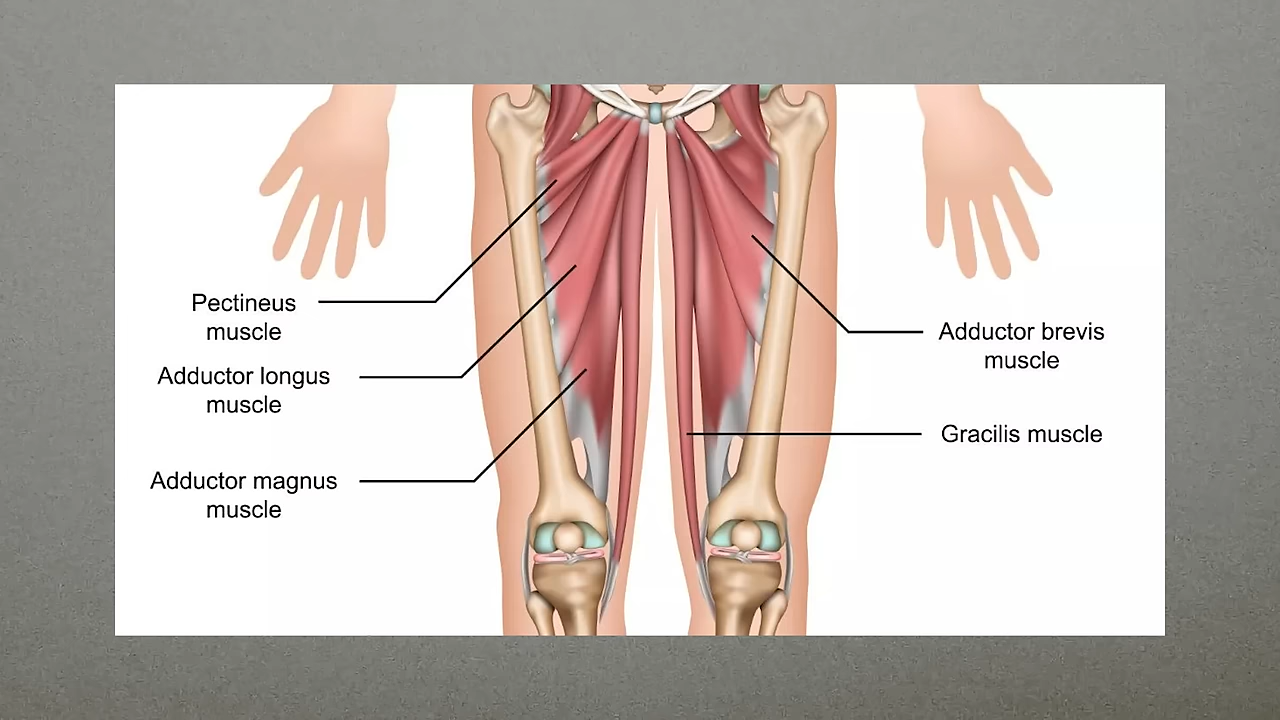 Pectineus
muscle
Adductor longus
muscle
Adductor magnus
muscle
Adductor brevis
muscle
Gracilis muscle